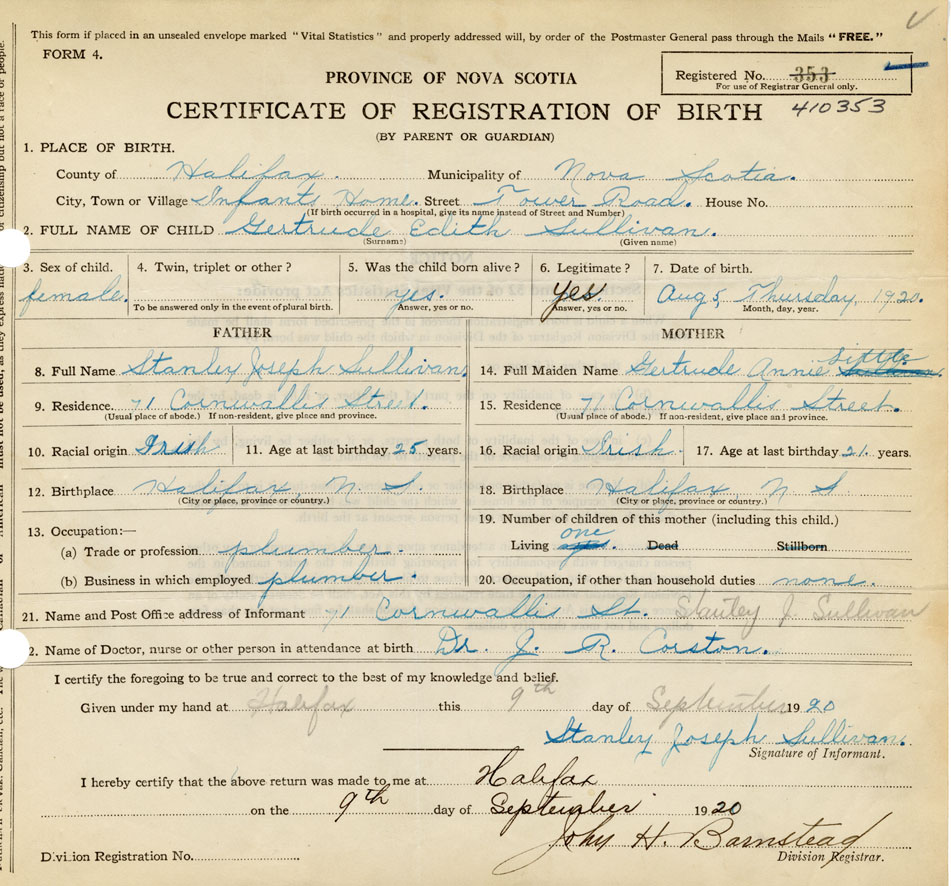 This form if placed in an unsealed envelope marked "Vital Statistics" and properly addressed will, by order of the Postmaster General pass through the Mails "FREE."
FORM 4.
PROVINCE OF NOVA SCOTIA
Registered No. 353
For use of Registrar General only.
CERTIFICATE OF REGISTRATION OF BIRTH 410353
(BY PARENT OR GUARDIAN)
1. PLACE OF BIRTH.
County of Halifax. Municipality of Nova Scotia.
City, Town or Village Infants Home. Street Tower Road. House No.
(If birth occurred in a hospital, give its name instead of Street and Number)
2. FULL NAME OF CHILD Gertrude Edith Sullivan.
(Surname) (Given name)
3. Sex of child. 4. Twin, triplet or other? 5. Was the child born alive? 6. Legitimate? 7. Date of birth.
female. yes. Yes. Aug 5, Thursday, 1920.
To be answered only in the event of plural birth. Answer, yes or no. Answer, yes or no. Month, day, year.
FATHER MOTHER
8. Full Name Stanley Joseph Sullivan. 14. Full Maiden Name Gertrude Annie
9. Residence. 71 Cornwallis Street. 15. Residence 71 Cornwallis Street.
(Usual place of abode.) If non-resident, give place and province. (Usual place of abode.) If non-resident, give place and province.
10. Racial origin Irish 11. Age at last birthday 25 years. 16. Racial origin Irish. 17. Age at last birthday 21. years.
12. Birthplace Halifax, N. S. 18. Birthplace Halifax, N S
(City or place, province or country.) (City or place, province or country.)
13. Occupation:— 19. Number of children of this mother (including this child.)
(a) Trade or profession plumber. Living one Dead Stillborn
(b) Business in which employed plumber. 20. Occupation, if other than household duties none.
21. Name and Post Office address of Informant 71 Cornwallis St. Stanley J. Sullivan
2. Name of Doctor, nurse or other person in attendance at birth Dr. J. R. Corston.
I certify the foregoing to be true and correct to the best of my knowledge and belief.
Given under my hand at Halifax this 9th day of September 1920
Stanley Joseph Sullivan.
Signature of Informant.
I hereby certify that the above return was made to me at Halifax
on the 9th day of September 1920
John H. Barnstead
Division Registration No. Division Registrar.